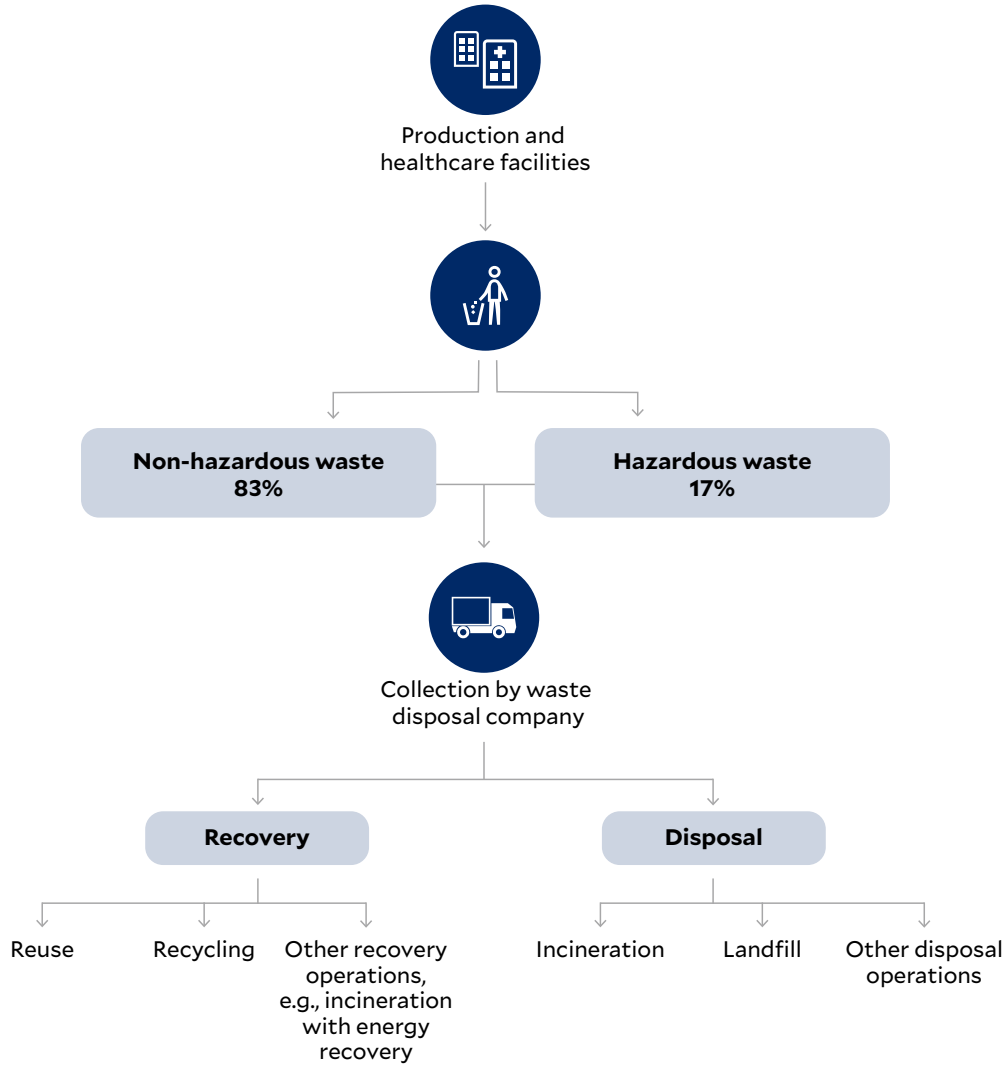 Production and
healthcare facilities
Non-hazardous waste
83%
Hazardous waste
17%
Collection by waste
disposal company
Recovery
Disposal
Reuse
Recycling
Other recovery
operations,
e.g., incineration
with energy
recovery
Incineration
Landfill
Other disposal
operations